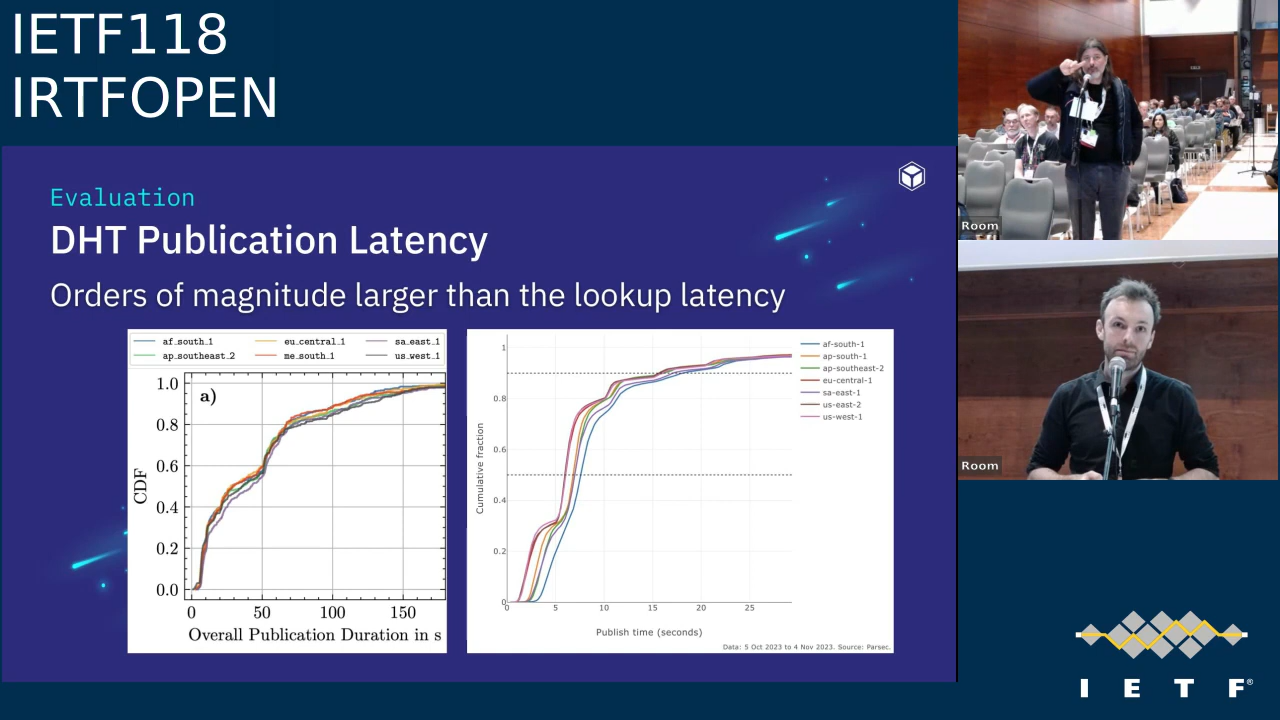 IETF118
IRTFOPEN
Evaluation
DHT Publication Latency
Orders of magnitude larger than the lookup latency
af_south_1 eu_central_1 sa_east_1
ap_southeast_2 me_south_1 us_west_1
a)
CDF
1.0
0.8
0.6
0.4
0.2
0.0
0 50 100 150
Overall Publication Duration in s
Cumulative fraction
1
0.8
0.6
0.4
0.2
0
0 5 10 15 20 25
Publish time (seconds)
af-south-1
ap-south-1
ap-southeast-2
eu-central-1
sa-east-1
us-east-2
us-west-1
Data: 5 Oct 2023 to 4 Nov 2023. Source: Parsec.
Room
Room
I E T F®